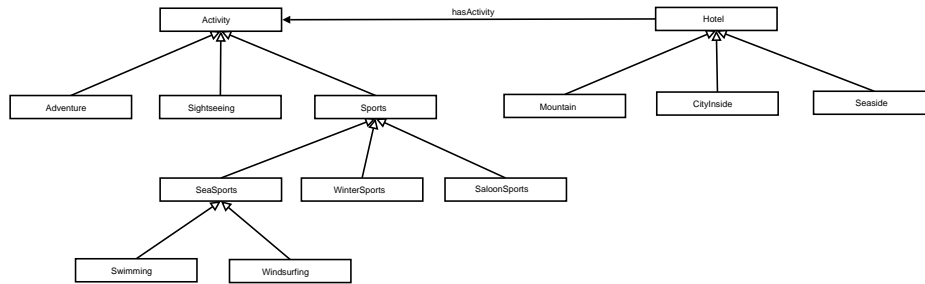 hasActivity
Activity
Hotel
Adventure
Sightseeing
Sports
Mountain
CityInside
Seaside
SeaSports
WinterSports
SaloonSports
Swimming
Windsurfing